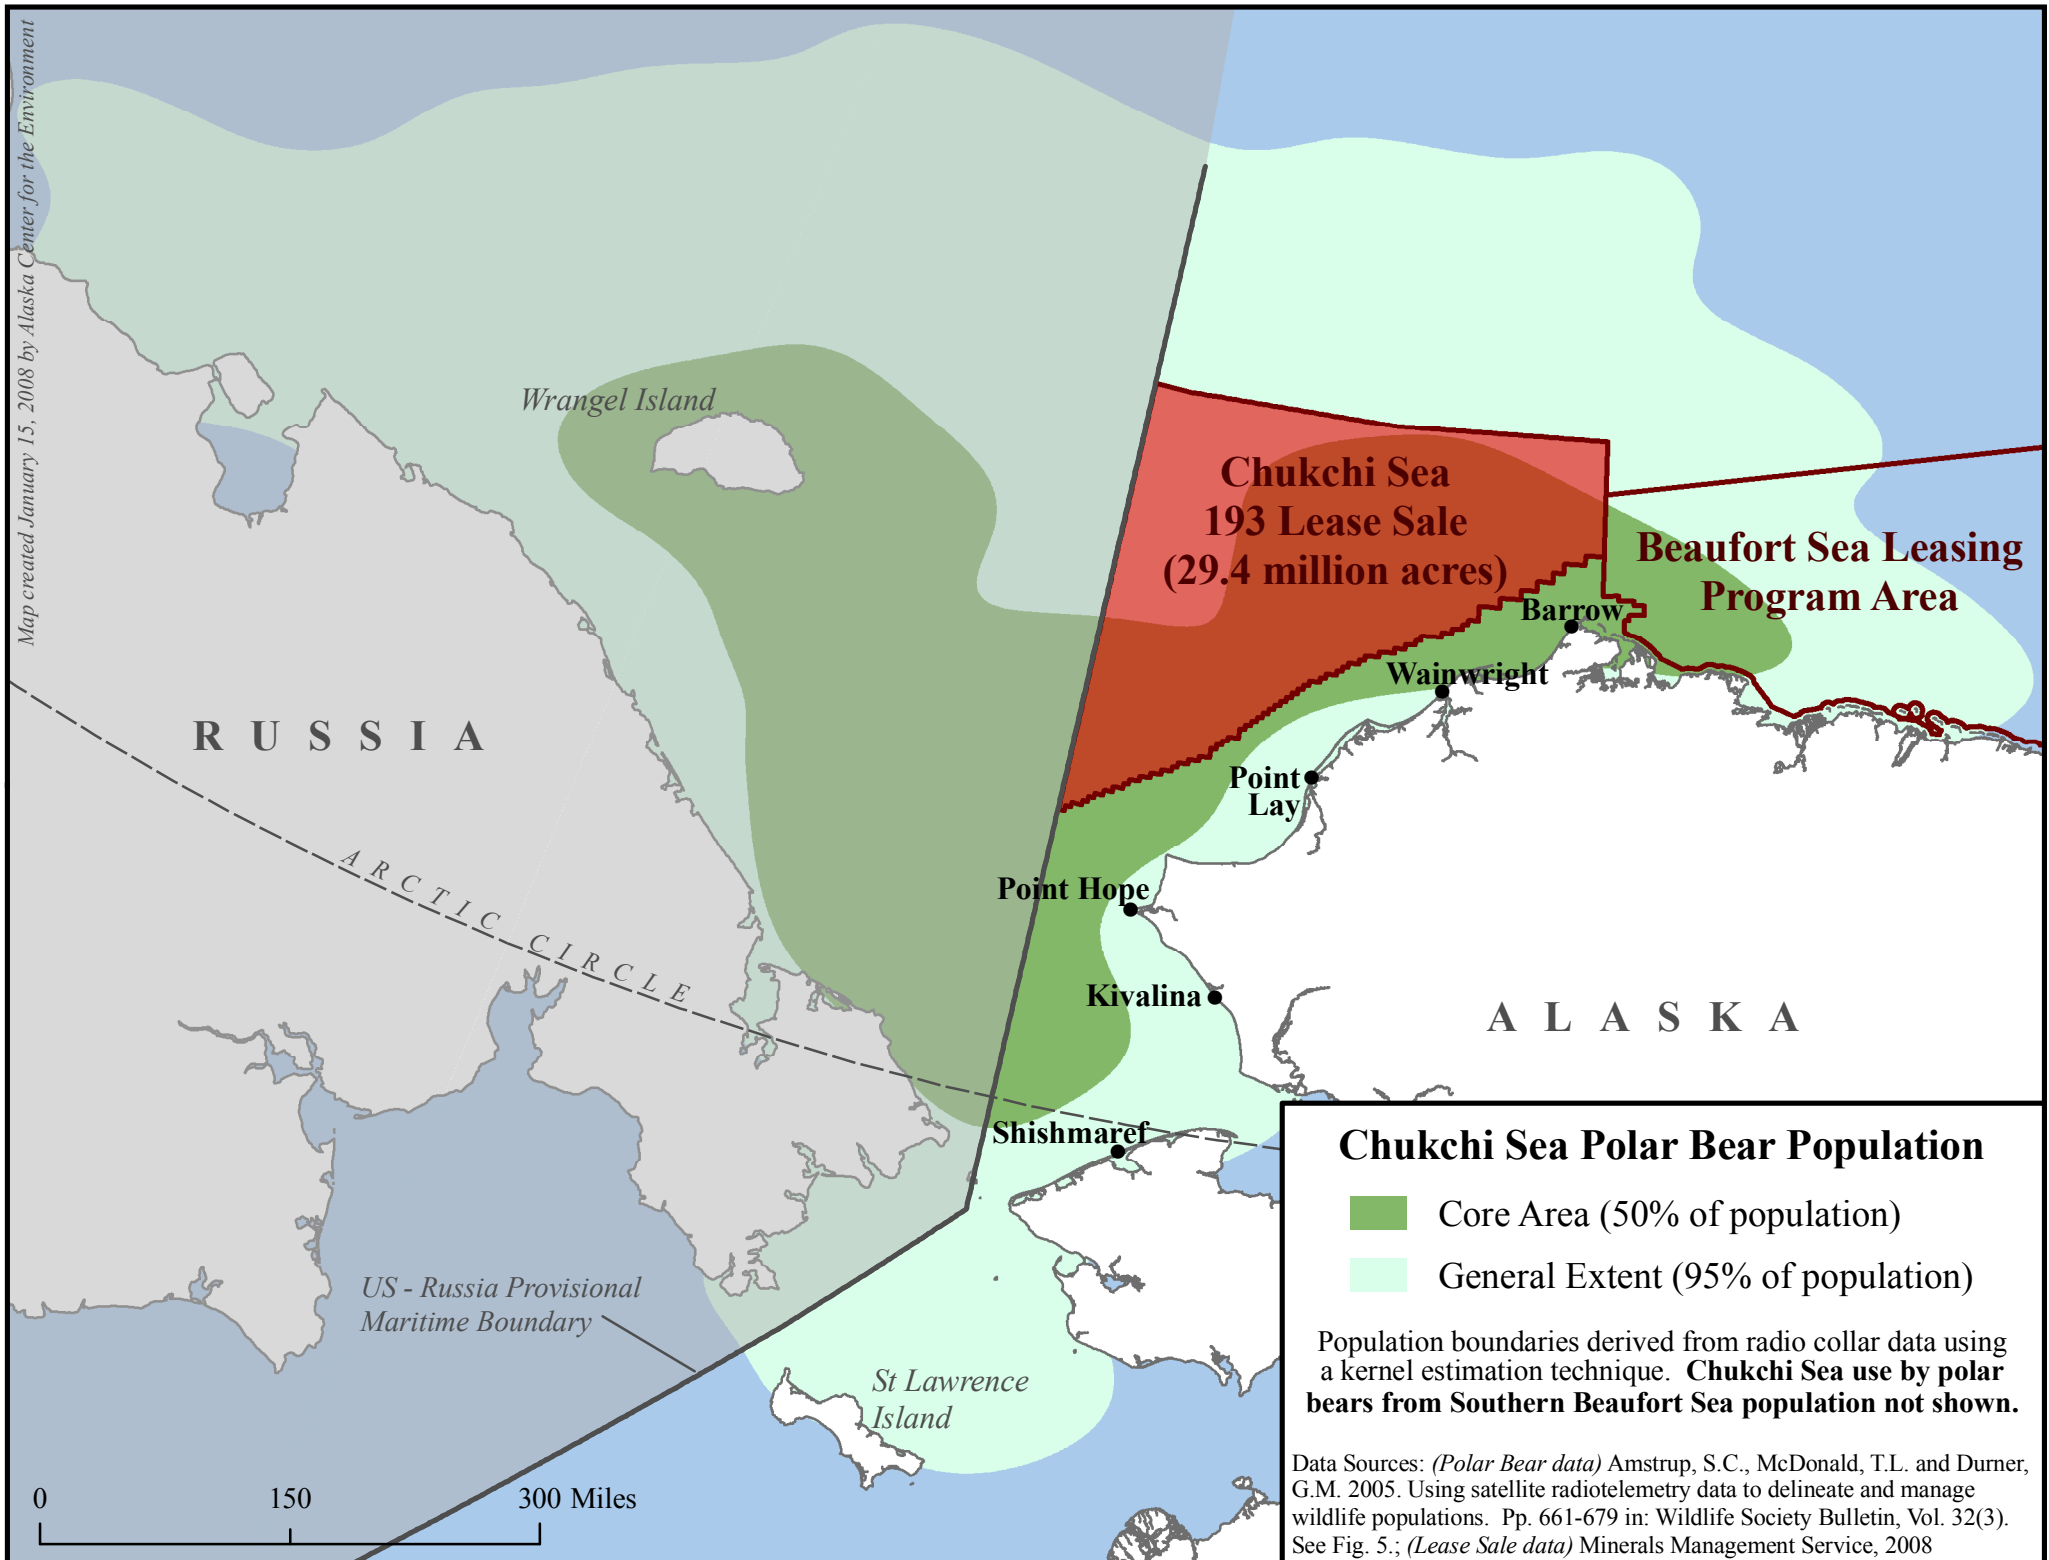 Map created January 15, 2008 by Alaska Center for the Environment
Wrangel Island
Chukchi Sea
193 Lease Sale
(29.4 million acres)
Beaufort Sea Leasing
Program Area
Barrow
Wainwright
RUSSIA
Point
Lay
ARCTIC CIRCLE
Point Hope
Kivalina
ALASKA
Shishmaref
US - Russia Provisional
Maritime Boundary
St Lawrence
Island
0 150 300 Miles
Chukchi Sea Polar Bear Population
Core Area (50% of population)
General Extent (95% of population)
Population boundaries derived from radio collar data using
a kernel estimation technique. Chukchi Sea use by polar
bears from Southern Beaufort Sea population not shown.
Data Sources: (Polar Bear data) Amstrup, S.C., McDonald, T.L. and Durner,
G.M. 2005. Using satellite radiotelemetry data to delineate and manage
wildlife populations. Pp. 661-679 in: Wildlife Society Bulletin, Vol. 32(3).
See Fig. 5.; (Lease Sale data) Minerals Management Service, 2008